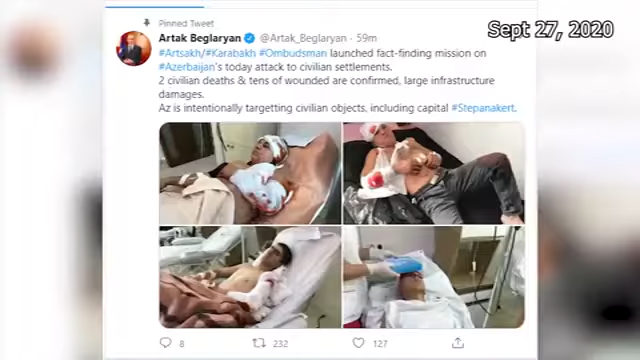 Sept 27, 2020
Pinned Tweet
Artak Beglaryan @Artak_Beglaryan · 59m
#Artsakh/#Karabakh #Ombudsman launched fact-finding mission on
#Azerbaijan's today attack to civilian settlements.
2 civilian deaths & tens of wounded are confirmed, large infrastructure
damages.
Az is intentionally targetting civilian objects, including capital #Stepanakert.
8 232 127